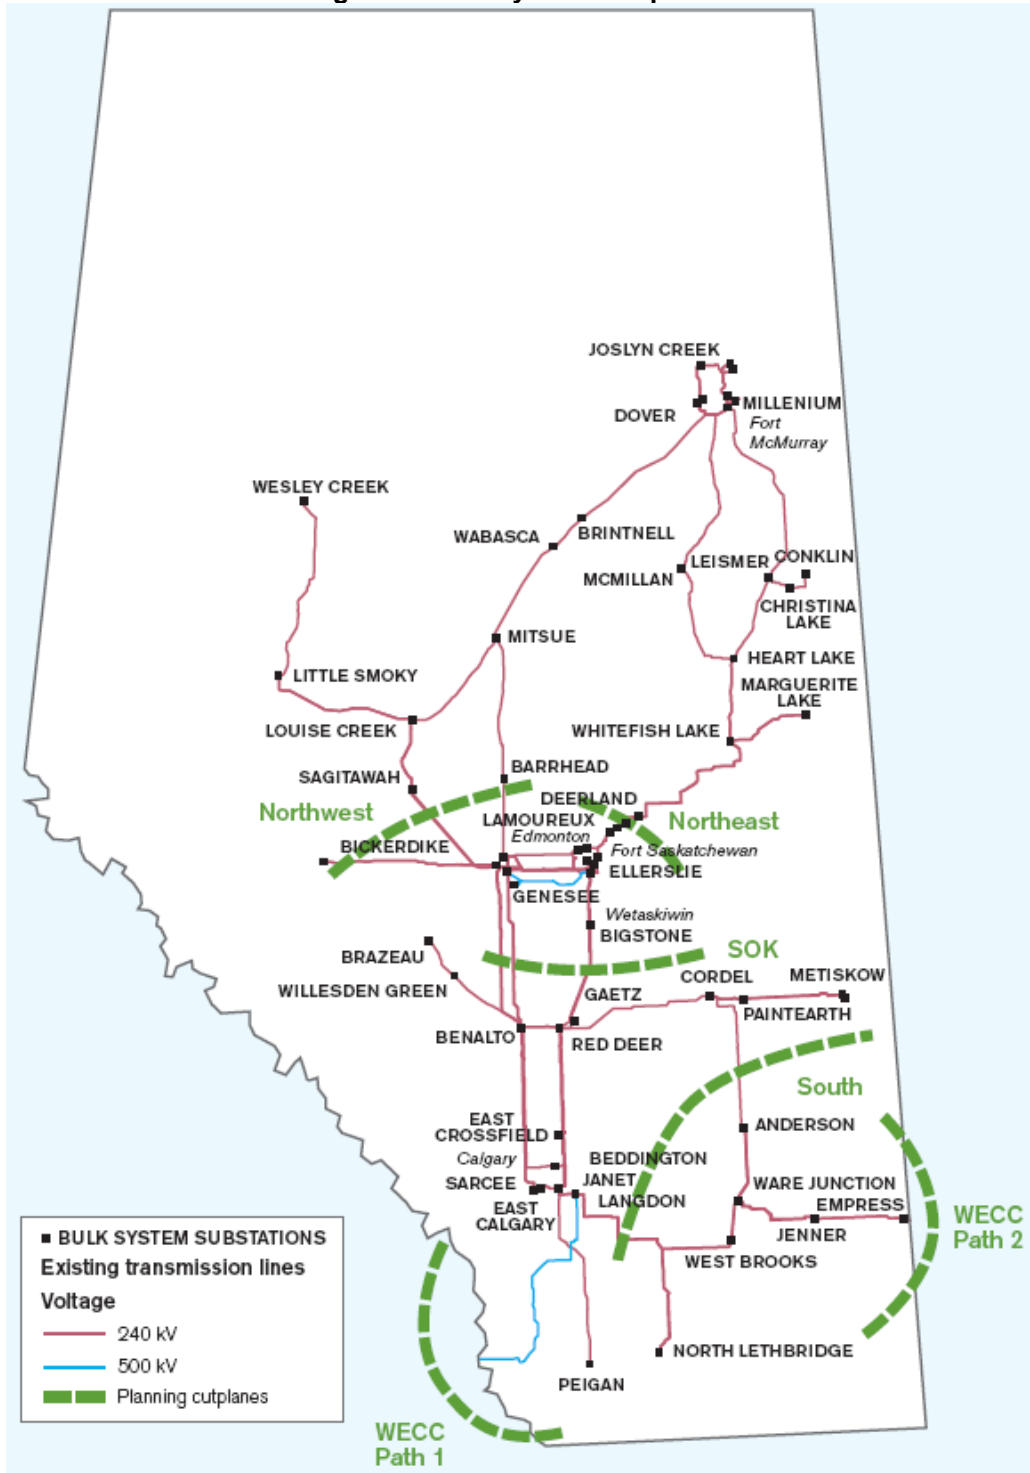 JOSLYN CREEK
DOVER
MILLENIUM
Fort
McMurray
WESLEY CREEK
WABASCA
BRINTNELL
MCMILLAN
LEISMER
CONKLIN
CHRISTINA
LAKE
MITSUE
HEART LAKE
LITTLE SMOKY
MARGUERITE
LAKE
LOUISE CREEK
WHITEFISH LAKE
SAGITAWAH
BARRHEAD
Northwest
DEERLAND
LAMOUREUX
Northeast
Edmonton
BICKERDIKE
Fort Saskatchewan
ELLERSLIE
GENESEE
Wetaskiwin
BIGSTONE
BRAZEAU
SOK
WILLESDEN GREEN
CORDEL
METISKOW
GAETZ
PAINTEARTH
BENALTO
RED DEER
South
EAST
CROSSFIELD
ANDERSON
Calgary
BEDDINGTON
SARCEE
JANET
WARE JUNCTION
LANGDON
EMPRESS
EAST
CALGARY
JENNER
WECC
Path 2
WEST BROOKS
BULK SYSTEM SUBSTATIONS
Existing transmission lines
Voltage
240 kV
500 kV
Planning cutplanes
NORTH LETHBRIDGE
PEIGAN
WECC
Path 1